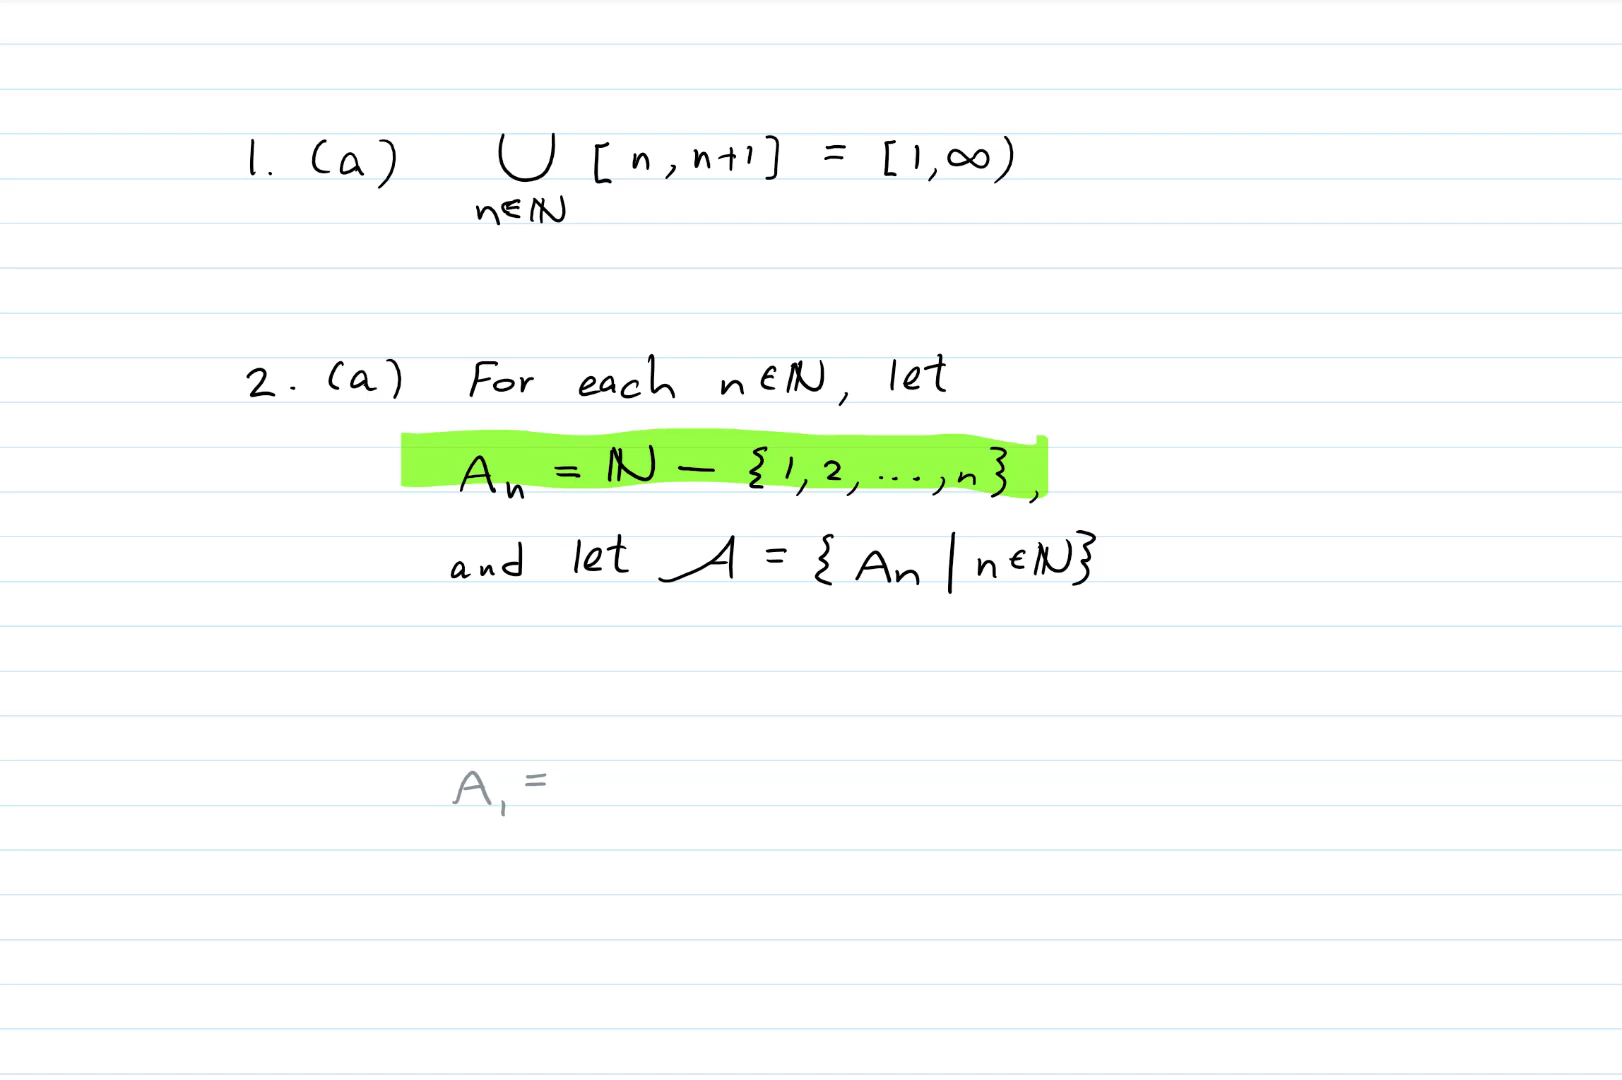 1. (a) ⋃ [n, n+1] = [1, ∞)
n∈ℕ
2. (a) For each n∈ℕ, let
Aₙ = ℕ − {1, 2, ..., n},
and let 𝒜 = {Aₙ | n∈ℕ}
A₁ =